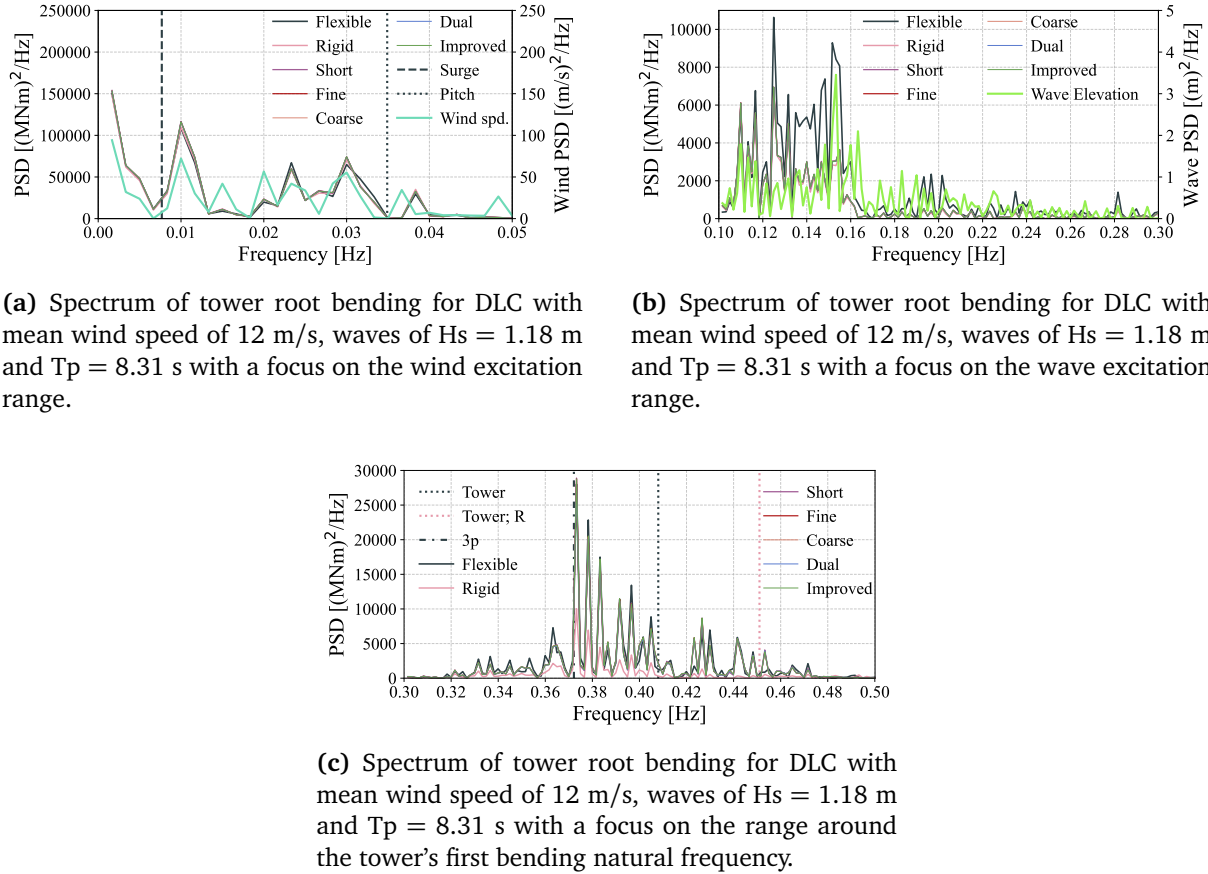 250000
200000
150000
100000
50000
0
PSD [(MNm)²/Hz]
0.00 0.01 0.02 0.03 0.04 0.05
Frequency [Hz]
250
200
150
100
50
0
Wind PSD [(m/s)²/Hz]
Flexible
Rigid
Short
Fine
Coarse
Dual
Improved
Surge
Pitch
Wind spd.
10000
8000
6000
4000
2000
0
PSD [(MNm)²/Hz]
0.10 0.12 0.14 0.16 0.18 0.20 0.22 0.24 0.26 0.28 0.30
Frequency [Hz]
5
4
3
2
1
0
Wave PSD [(m)²/Hz]
Flexible
Rigid
Short
Fine
Coarse
Dual
Improved
Wave Elevation
(a) Spectrum of tower root bending for DLC with
mean wind speed of 12 m/s, waves of Hs = 1.18 m
and Tp = 8.31 s with a focus on the wind excitation
range.
(b) Spectrum of tower root bending for DLC with
mean wind speed of 12 m/s, waves of Hs = 1.18 m
and Tp = 8.31 s with a focus on the wave excitation
range.
30000
25000
20000
15000
10000
5000
0
PSD [(MNm)²/Hz]
0.30 0.32 0.34 0.36 0.38 0.40 0.42 0.44 0.46 0.48 0.50
Frequency [Hz]
Tower
Tower; R
3p
Flexible
Rigid
Short
Fine
Coarse
Dual
Improved
(c) Spectrum of tower root bending for DLC with
mean wind speed of 12 m/s, waves of Hs = 1.18 m
and Tp = 8.31 s with a focus on the range around
the tower's first bending natural frequency.